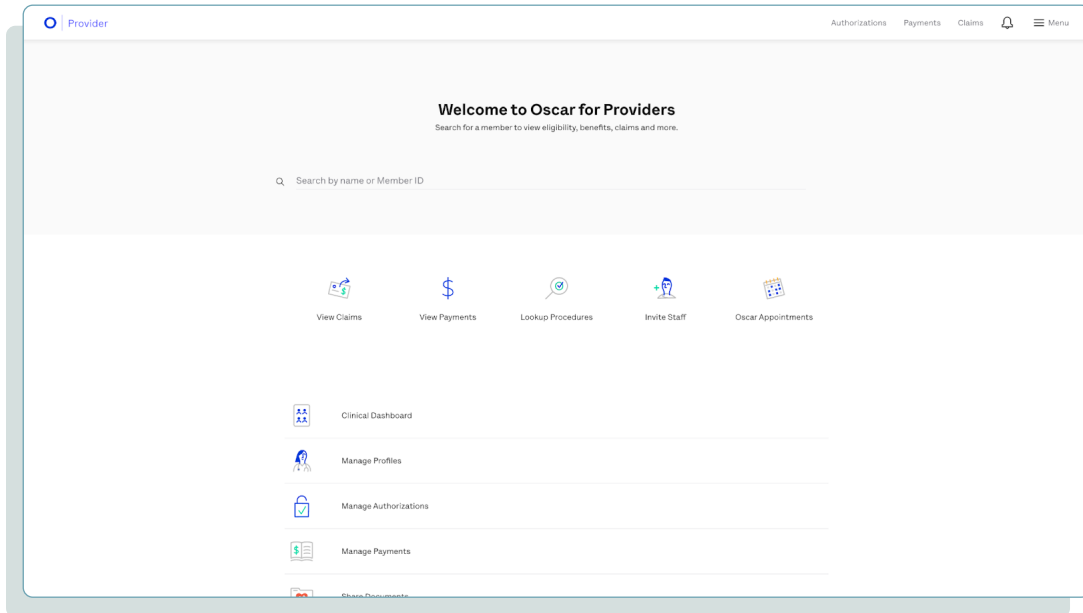 Provider
Authorizations Payments Claims Menu
Welcome to Oscar for Providers
Search for a member to view eligibility, benefits, claims and more.
Search by name or Member ID
View Claims View Payments Lookup Procedures Invite Staff Oscar Appointments
Clinical Dashboard
Manage Profiles
Manage Authorizations
Manage Payments
Share Documents